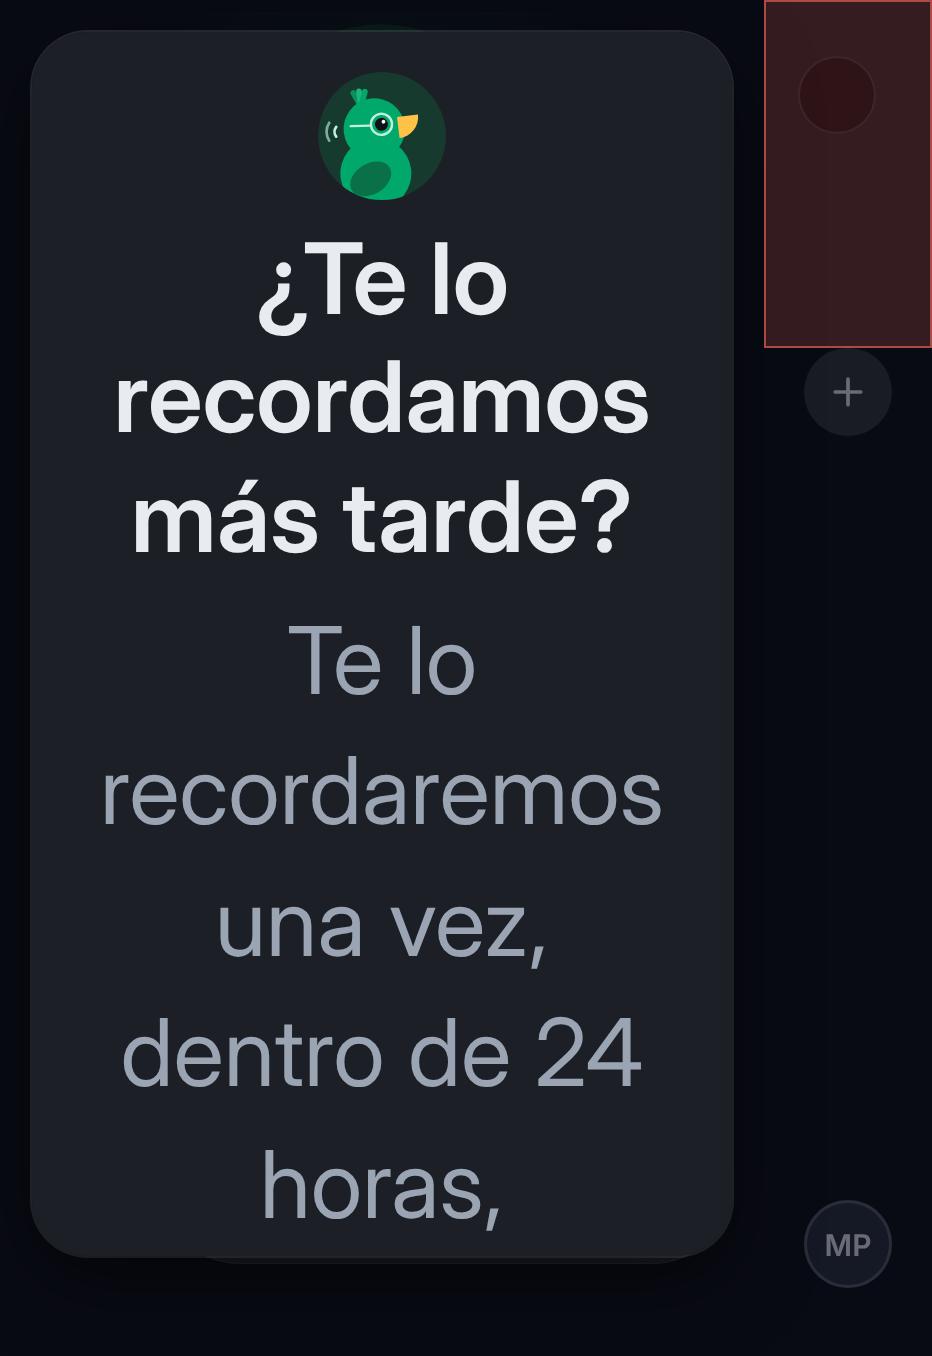 ¿Te lo
recordamos
más tarde?
Te lo
recordaremos
una vez,
dentro de 24
horas,
MP